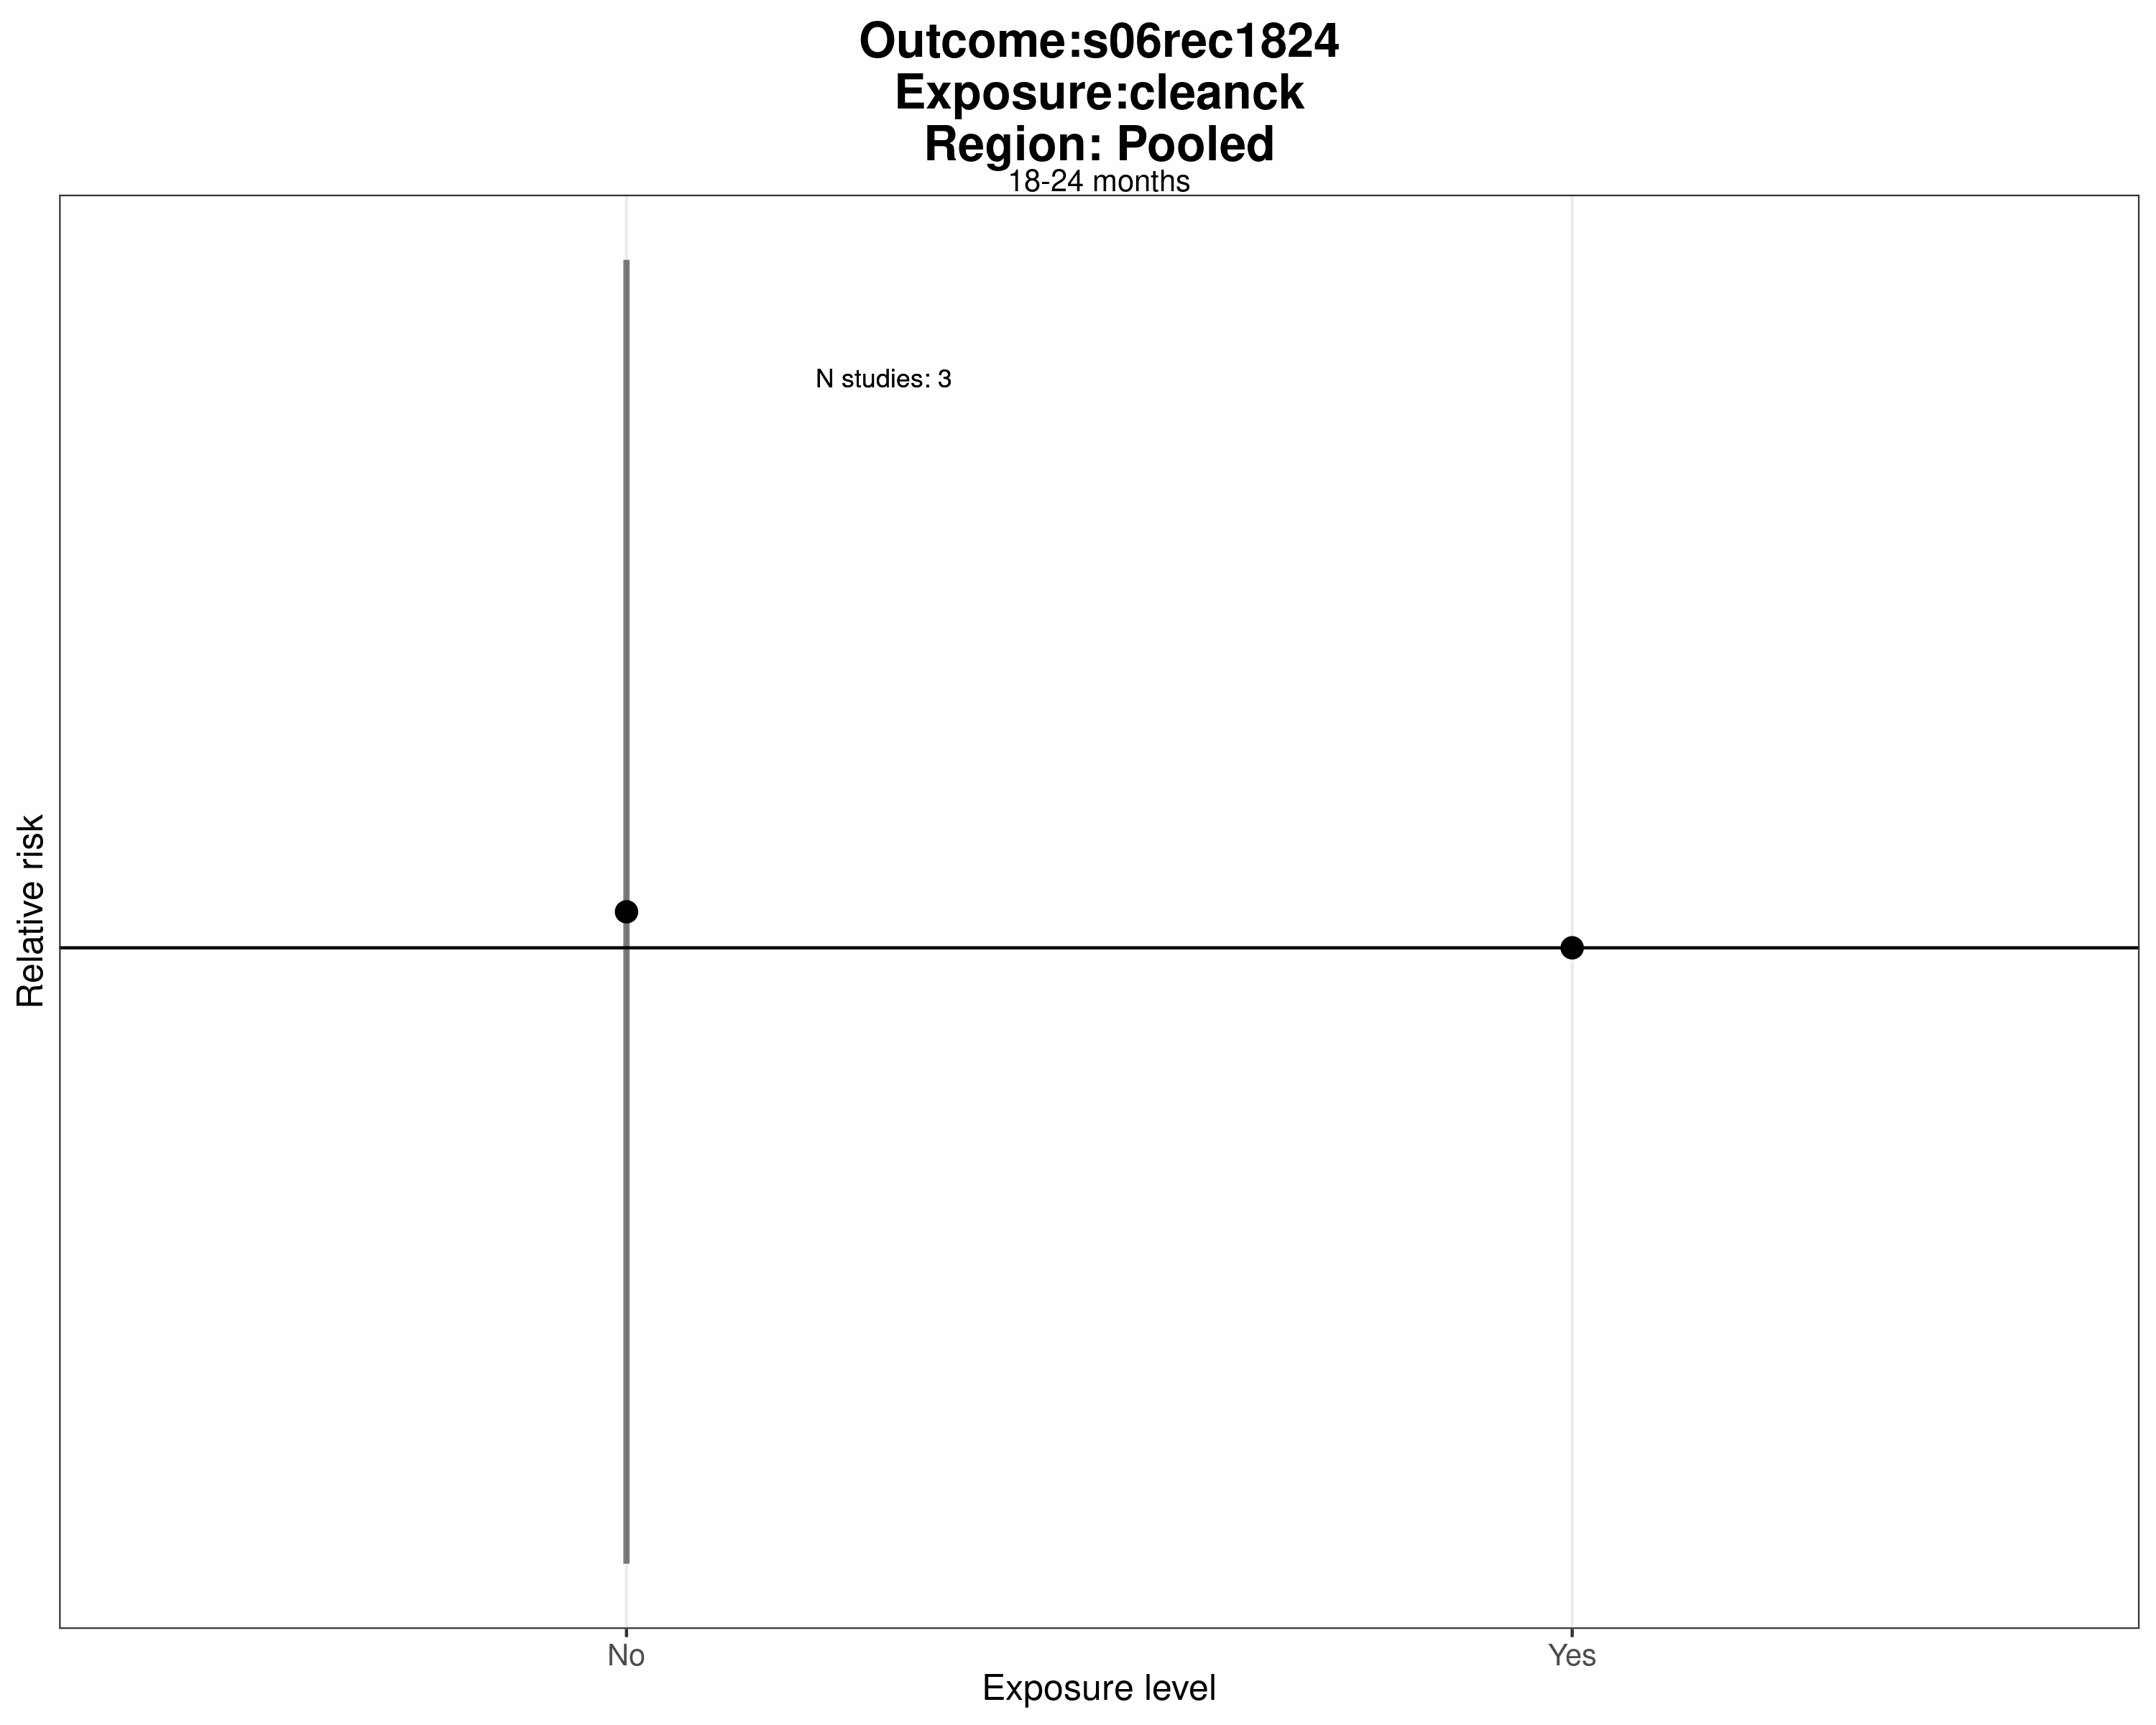 Outcome:s06rec1824
Exposure:cleanck
Region: Pooled
18-24 months
N studies: 3
Relative risk
No
Yes
Exposure level